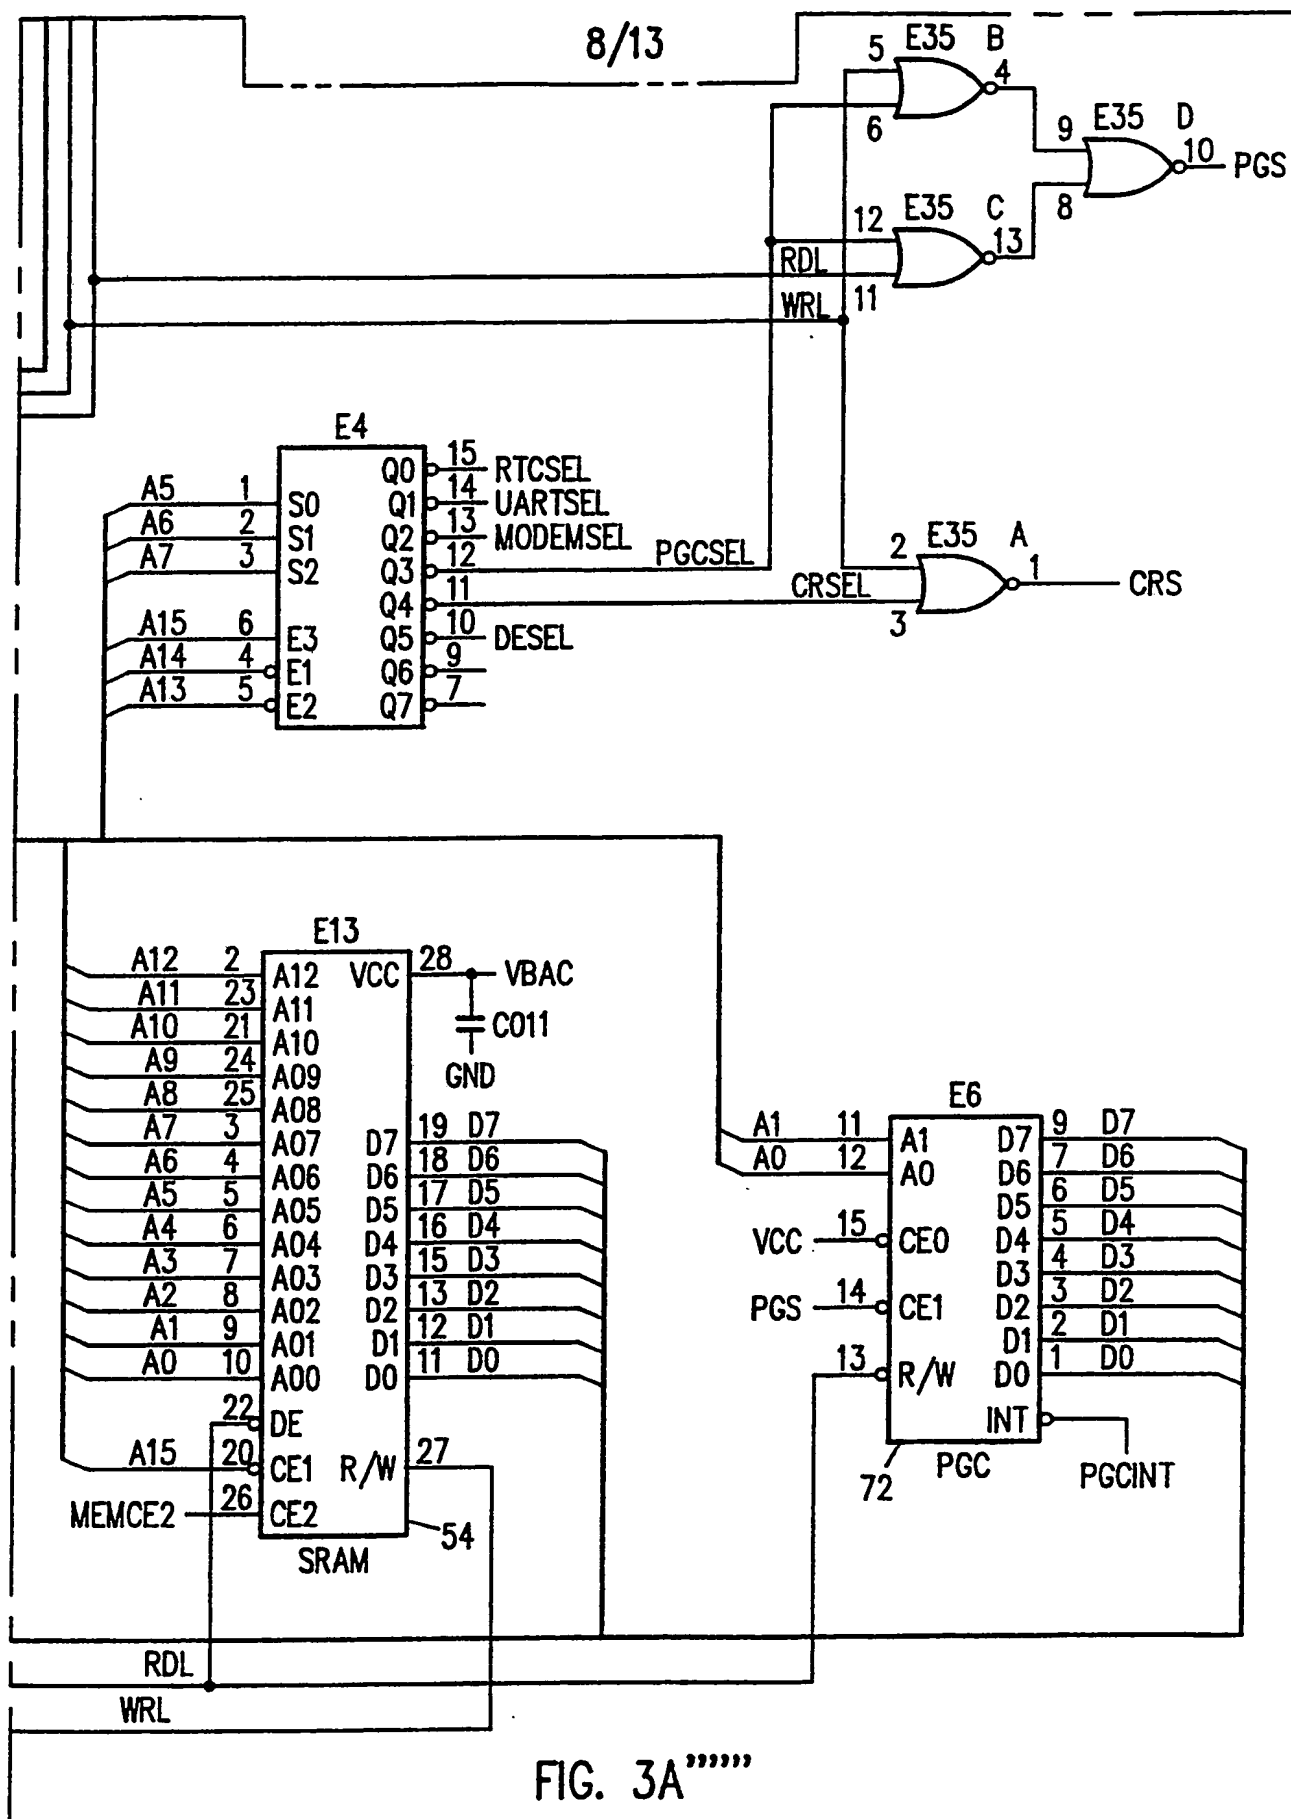 8/13
5 E35 B
4
6
9 E35 D
10 PGS
8
12 E35 C
13
RDL
WRL 11
E4
A5 1 S0 Q0 15 RTCSEL
A6 2 S1 Q1 14 UARTSEL
A7 3 S2 Q2 13 MODEMSEL
Q3 12 PGCSEL
Q4 11 CRSEL
A15 6 E3 Q5 10 DESEL
A14 4 E1 Q6 9
A13 5 E2 Q7 7
2 E35 A
1 CRS
3
E13
A12 2 A12 VCC 28 VBAC
A11 23 A11
A10 21 A10
C011
A9 24 A09
GND
A8 25 A08
A7 3 A07 D7 19 D7
A6 4 A06 D6 18 D6
A5 5 A05 D5 17 D5
A4 6 A04 D4 16 D4
A3 7 A03 D3 15 D3
A2 8 A02 D2 13 D2
A1 9 A01 D1 12 D1
A0 10 A00 D0 11 D0
22 DE
A15 20 CE1 R/W 27
MEMCE2 26 CE2
54
SRAM
E6
A1 11 A1 D7 9 D7
A0 12 A0 D6 7 D6
D5 6 D5
VCC 15 CE0 D4 5 D4
D3 4 D3
PGS 14 CE1 D2 3 D2
D1 2 D1
13 R/W D0 1 D0
INT
72
PGC
PGCINT
RDL
WRL
FIG. 3A""""""